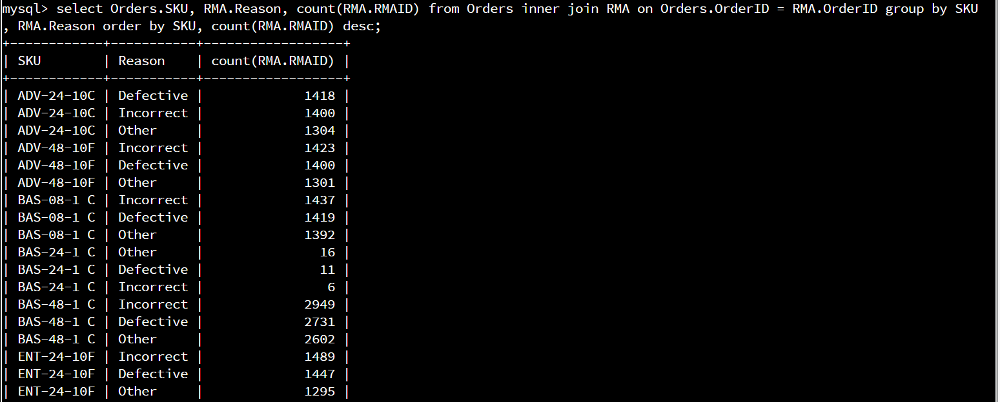 mysql> select Orders.SKU, RMA.Reason, count(RMA.RMAID) from Orders inner join RMA on Orders.OrderID = RMA.OrderID group by SKU
, RMA.Reason order by SKU, count(RMA.RMAID) desc;
+------------+-----------+------------------+
| SKU        | Reason    | count(RMA.RMAID) |
+------------+-----------+------------------+
| ADV-24-10C | Defective |             1418 |
| ADV-24-10C | Incorrect |             1400 |
| ADV-24-10C | Other     |             1304 |
| ADV-48-10F | Incorrect |             1423 |
| ADV-48-10F | Defective |             1400 |
| ADV-48-10F | Other     |             1301 |
| BAS-08-1 C | Incorrect |             1437 |
| BAS-08-1 C | Defective |             1419 |
| BAS-08-1 C | Other     |             1392 |
| BAS-24-1 C | Other     |               16 |
| BAS-24-1 C | Defective |               11 |
| BAS-24-1 C | Incorrect |                6 |
| BAS-48-1 C | Incorrect |             2949 |
| BAS-48-1 C | Defective |             2731 |
| BAS-48-1 C | Other     |             2602 |
| ENT-24-10F | Incorrect |             1489 |
| ENT-24-10F | Defective |             1447 |
| ENT-24-10F | Other     |             1295 |